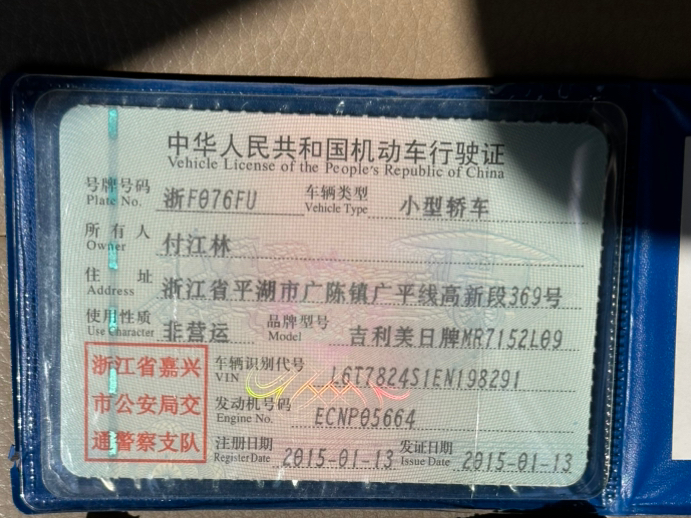 中华人民共和国机动车行驶证
Vehicle License of the People's Republic of China
号牌号码 Plate No. 浙F076FU 车辆类型 Vehicle Type 小型轿车
所有人 Owner 付江林
住址 Address 浙江省平湖市广陈镇广平线高新段369号
使用性质 Use Character 非营运 品牌型号 Model 吉利美日牌MR7152L09
浙江省嘉兴市公安局交通警察支队
车辆识别代号 VIN L6T7824S1EN198291
发动机号码 Engine No. ECNP05664
注册日期 Register Date 2015-01-13 发证日期 Issue Date 2015-01-13